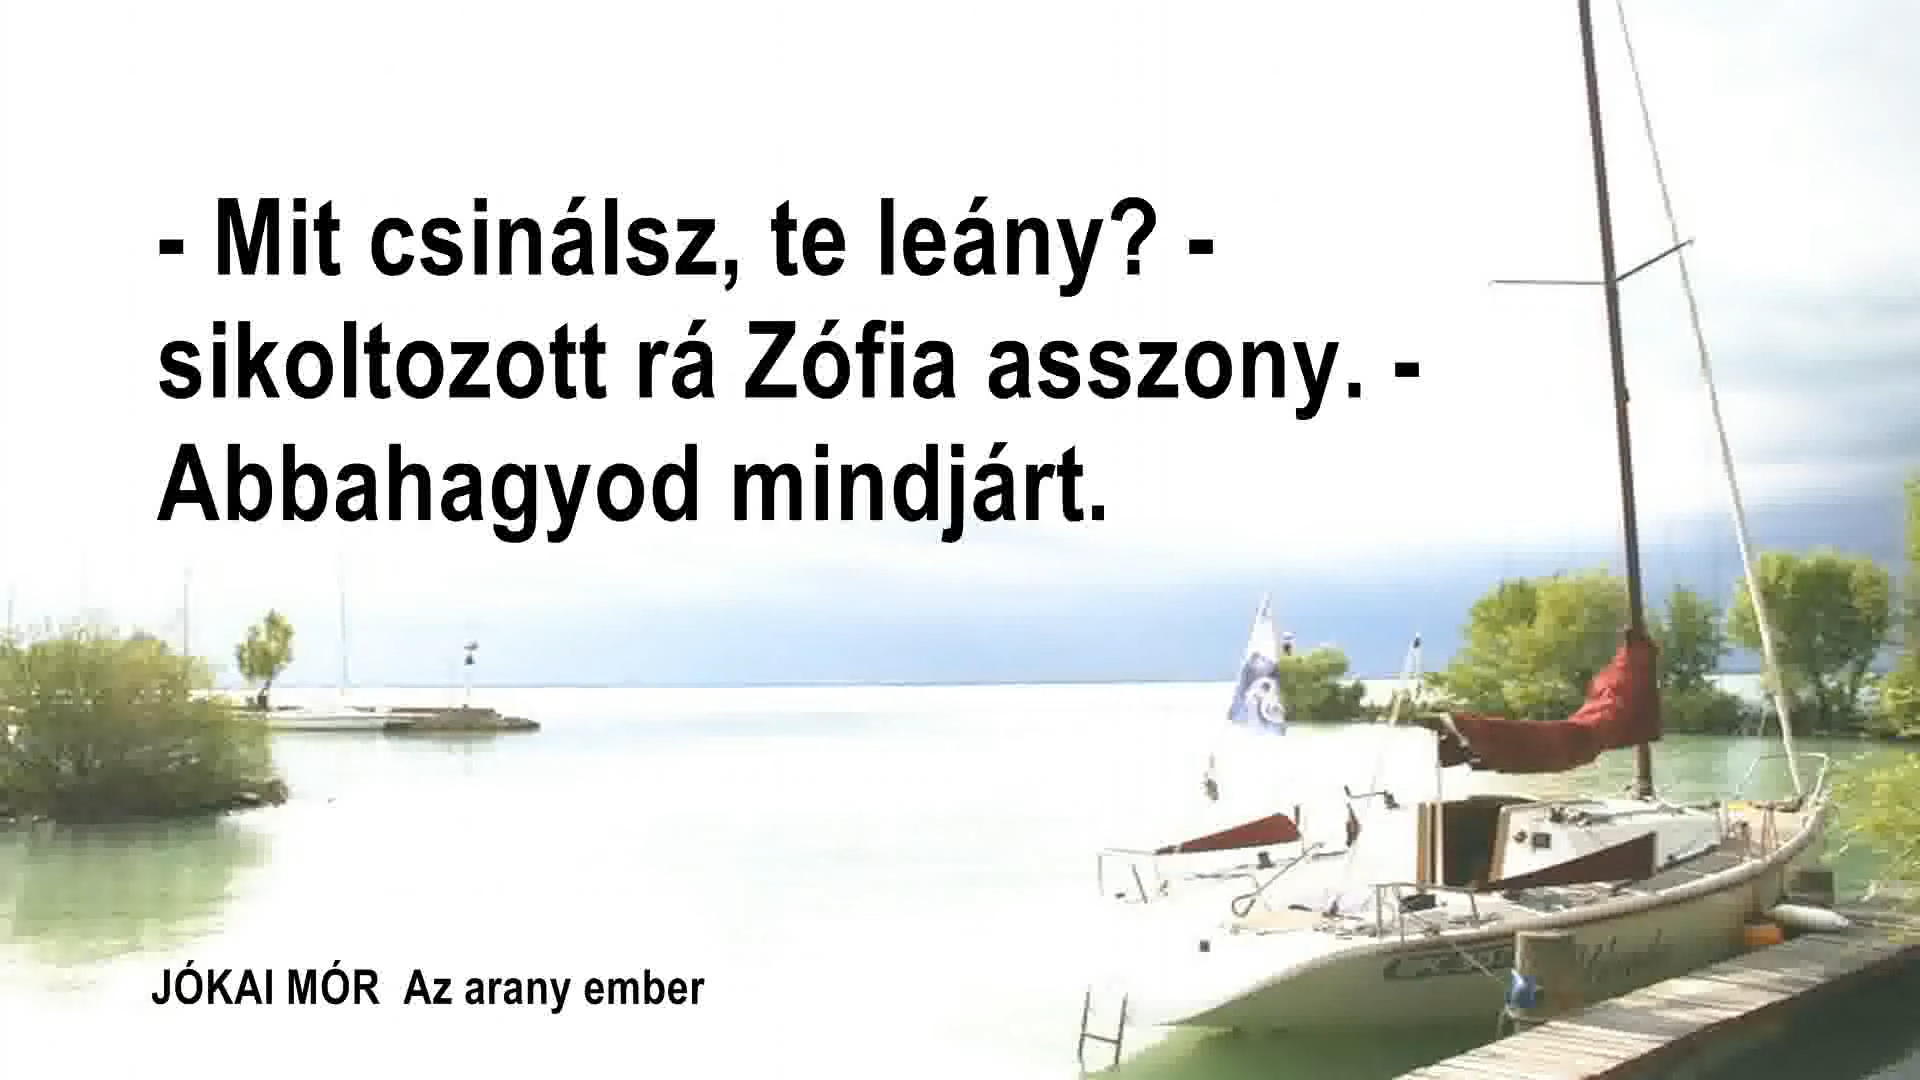 - Mit csinálsz, te leány? -
sikoltozott rá Zófia asszony. -
Abbahagyod mindjárt.
JÓKAI MÓR  Az arany ember